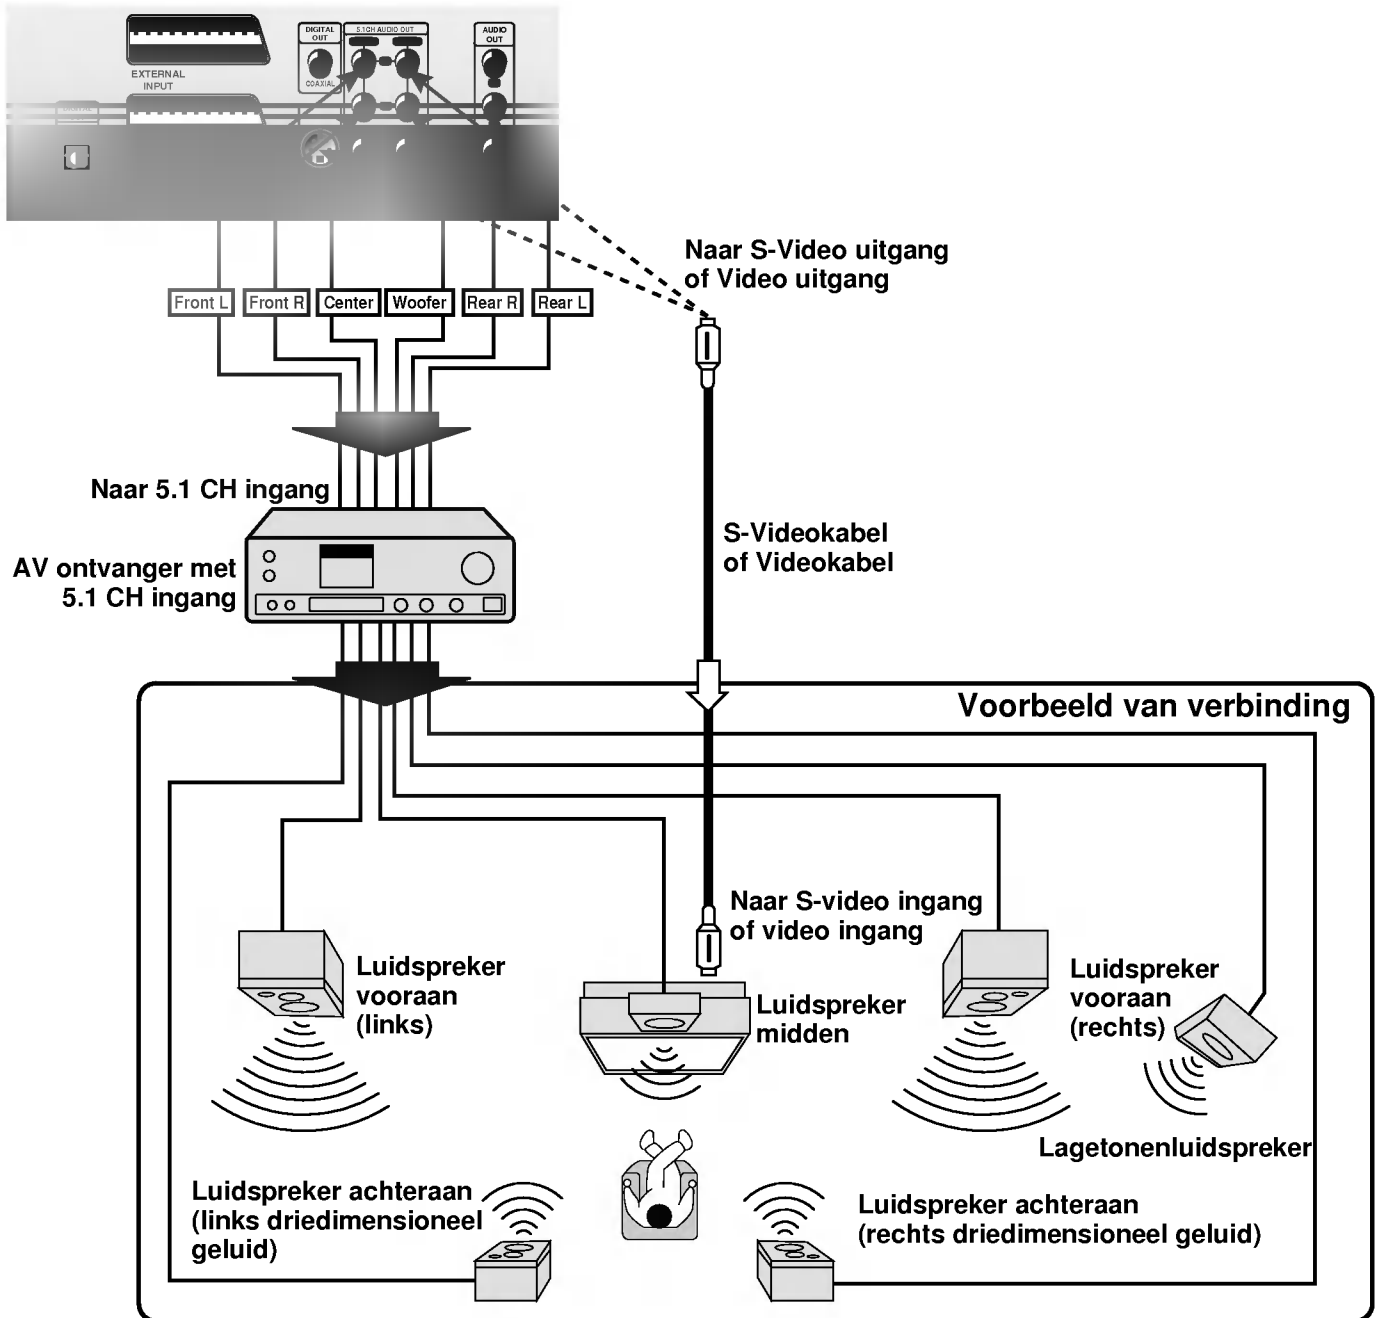 DIGITAL
OUT
5.1CH AUDIO OUT
AUDIO
OUT
COAXIAL
EXTERNAL
INPUT
Naar S-Video uitgang
of Video uitgang
Front L
Front R
Center
Woofer
Rear R
Rear L
Naar 5.1 CH ingang
S-Videokabel
of Videokabel
AV ontvanger met
5.1 CH ingang
Voorbeeld van verbinding
Naar S-video ingang
of video ingang
Luidspreker
vooraan
(links)
Luidspreker
midden
Luidspreker
vooraan
(rechts)
Lagetonenluidspreker
Luidspreker achteraan
(links driedimensioneel
geluid)
Luidspreker achteraan
(rechts driedimensioneel geluid)